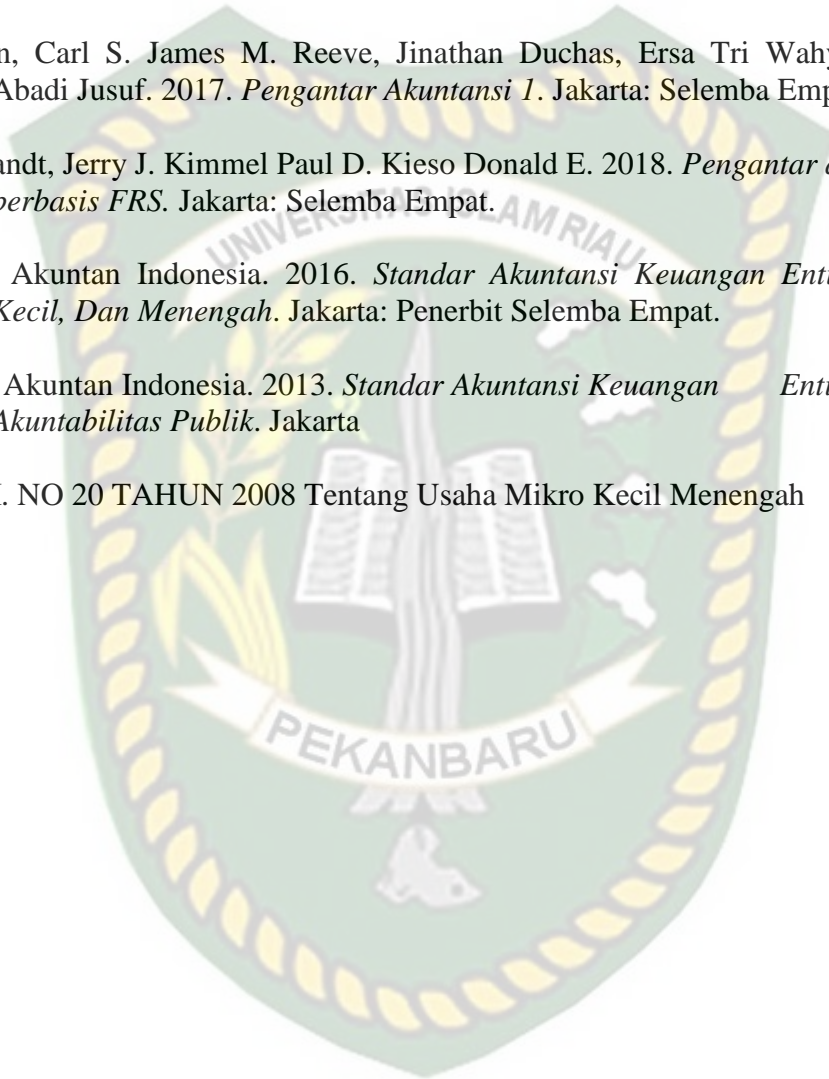 n, Carl S. James M. Reeve, Jinathan Duchas, Ersa Tri Wahy
Abadi Jusuf. 2017. Pengantar Akuntansi 1. Jakarta: Selemba Emp
andt, Jerry J. Kimmel Paul D. Kieso Donald E. 2018. Pengantar
berbasis FRS. Jakarta: Selemba Empat.
UNIVERSITAS ISLAM RIAU
Akuntan Indonesia. 2016. Standar Akuntansi Keuangan Enti
Kecil, Dan Menengah. Jakarta: Penerbit Selemba Empat.
Akuntan Indonesia. 2013. Standar Akuntansi Keuangan Enti
Akuntabilitas Publik. Jakarta
. NO 20 TAHUN 2008 Tentang Usaha Mikro Kecil Menengah
PEKANBARU